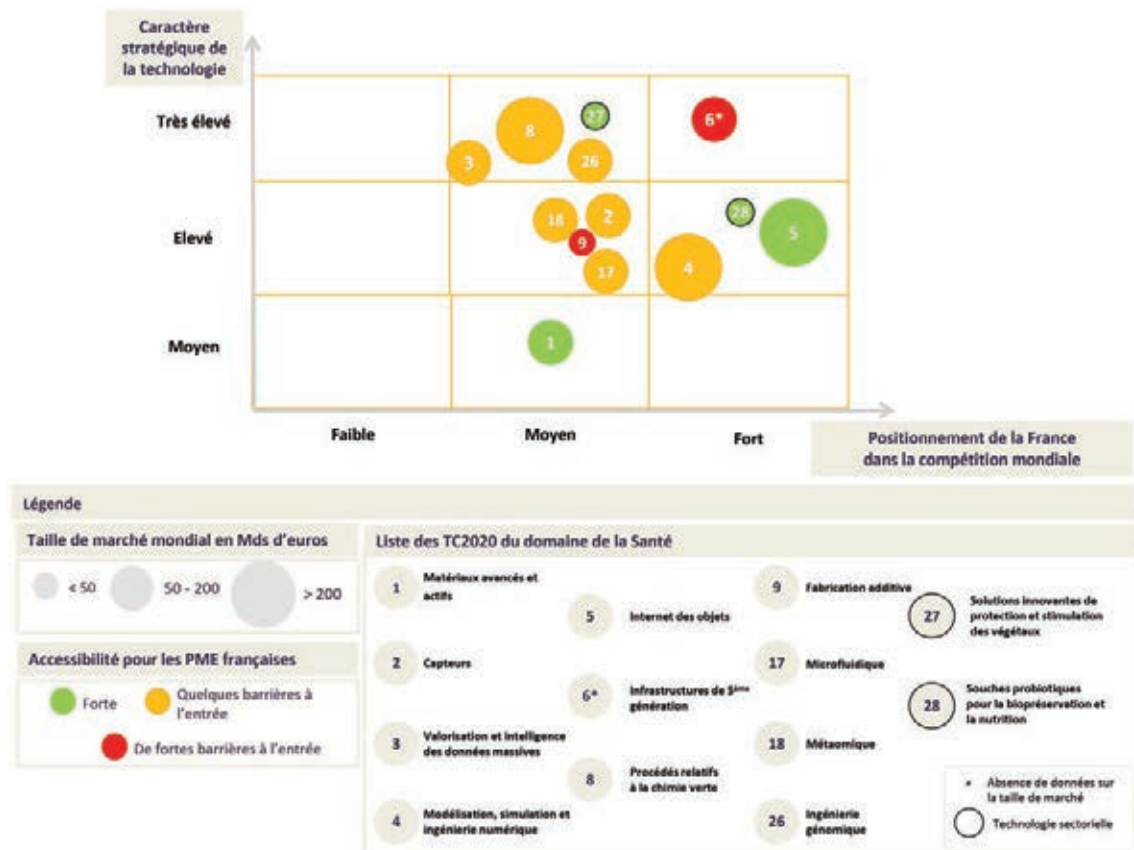 Caractère
stratégique de
la technologie
Très élevé
8
27
6*
3
26
Elevé
18
2
28
5
9
4
17
Moyen
1
Faible
Moyen
Fort
Positionnement de la France
dans la compétition mondiale
Légende
Taille de marché mondial en Mds d'euros
< 50
50 - 200
> 200
Accessibilité pour les PME françaises
Forte
Quelques barrières à
l'entrée
De fortes barrières à l'entrée
Liste des TC2020 du domaine de la Santé
1
Matériaux avancés et
actifs
2
Capteurs
3
Valorisation et Intelligence
des données massives
4
Modélisation, simulation et
ingénierie numérique
5
Internet des objets
6*
Infrastructures de 5ème
génération
8
Procédés relatifs
à la chimie verte
9
Fabrication additive
17
Microfluidique
18
Métaomique
26
Ingénierie
génomique
27
Solutions innovantes de
protection et stimulation
des végétaux
28
Souches probiotiques
pour la biopréservation et
la nutrition
* Absence de données sur
la taille de marché
Technologie sectorielle